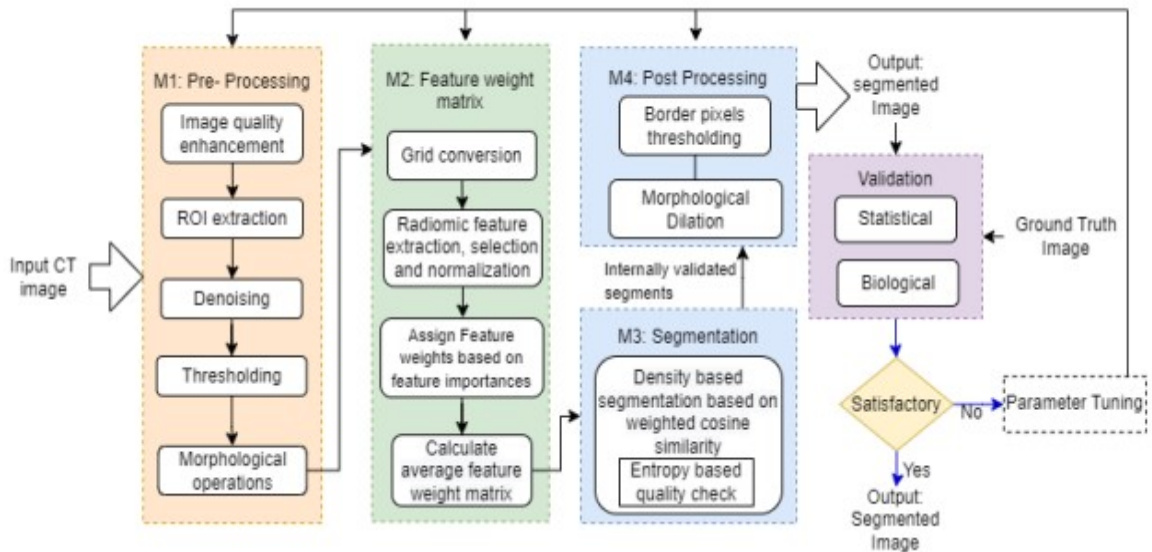 Input CT
image
M1: Pre- Processing
Image quality
enhancement
ROI extraction
Denoising
Thresholding
Morphological
operations
M2: Feature weight
matrix
Grid conversion
Radiomic feature
extraction, selection
and normalization
Assign Feature
weights based on
feature importances
Calculate
average feature
weight matrix
M4: Post Processing
Border pixels
thresholding
Morphological
Dilation
Internally validated
segments
M3: Segmentation
Density based
segmentation based on
weighted cosine
similarity
Entropy based
quality check
Output:
segmented
Image
Validation
Statistical
Biological
Ground Truth
Image
Satisfactory
No
Parameter Tuning
Yes
Output:
Segmented
Image